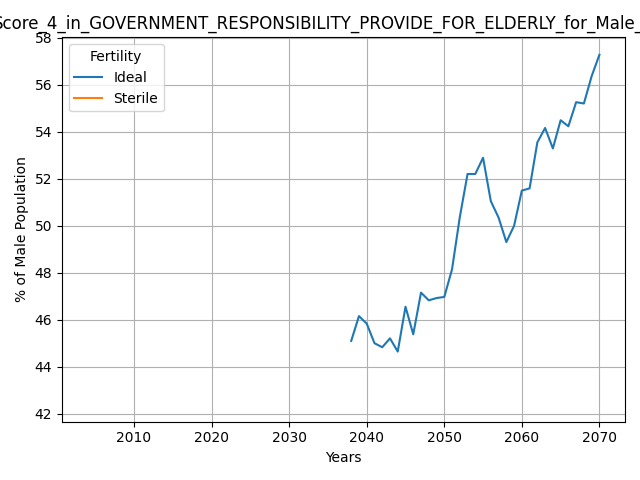 Score_4_in_GOVERNMENT_RESPONSIBILITY_PROVIDE_FOR_ELDERLY_for_Male_
58
56
54
52
50
48
46
44
42
% of Male Population
Fertility
Ideal
Sterile
2010 2020 2030 2040 2050 2060 2070
Years